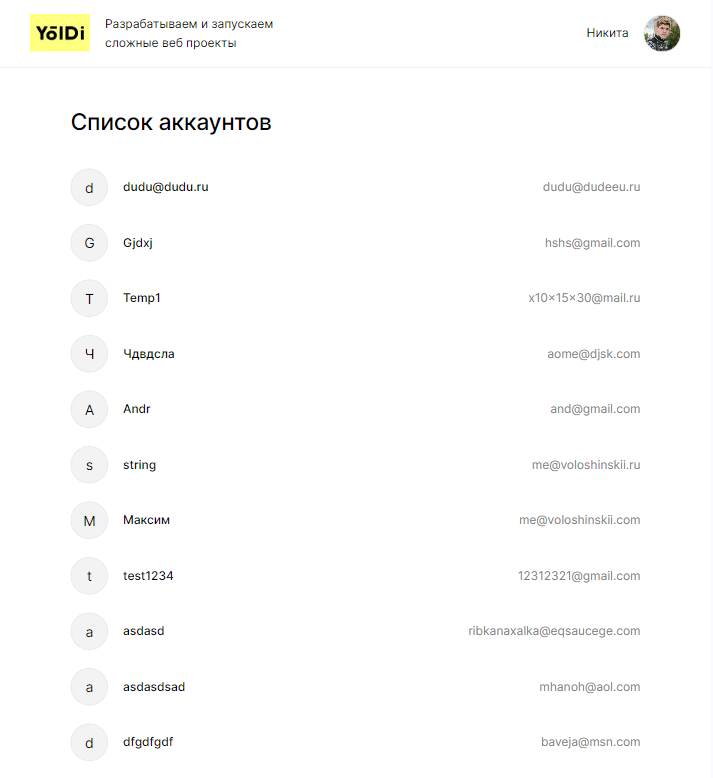 YōlDi
Разрабатываем и запускаем
сложные веб проекты
Никита
Список аккаунтов
d dudu@dudu.ru dudu@dudeeu.ru
G Gjdxj hshs@gmail.com
T Temp1 x10×15×30@mail.ru
Ч Чдвдсла aome@djsk.com
A Andr and@gmail.com
s string me@voloshinskii.ru
М Максим me@voloshinskii.com
t test1234 12312321@gmail.com
a asdasd ribkanaxalka@eqsaucege.com
a asdasdsad mhanoh@aol.com
d dfgdfgdf baveja@msn.com